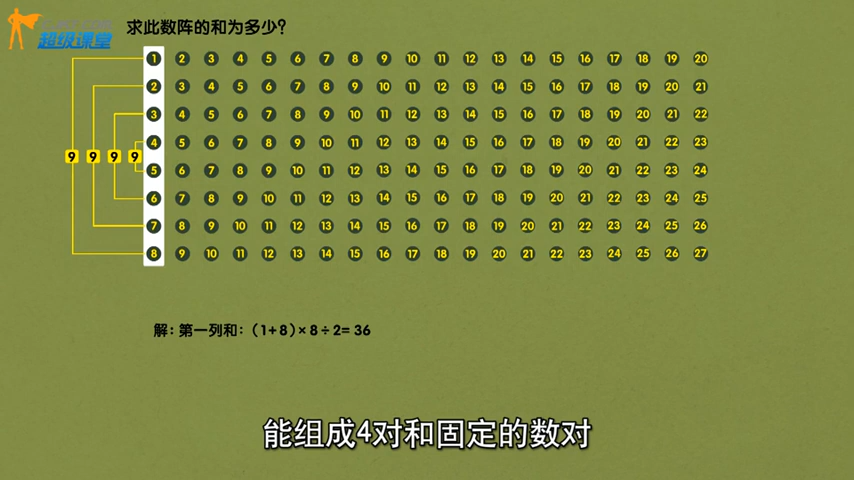 超级课堂
求此数阵的和为多少?
1 2 3 4 5 6 7 8 9 10 11 12 13 14 15 16 17 18 19 20
2 3 4 5 6 7 8 9 10 11 12 13 14 15 16 17 18 19 20 21
3 4 5 6 7 8 9 10 11 12 13 14 15 16 17 18 19 20 21 22
4 5 6 7 8 9 10 11 12 13 14 15 16 17 18 19 20 21 22 23
9 9 9 9
5 6 7 8 9 10 11 12 13 14 15 16 17 18 19 20 21 22 23 24
6 7 8 9 10 11 12 13 14 15 16 17 18 19 20 21 22 23 24 25
7 8 9 10 11 12 13 14 15 16 17 18 19 20 21 22 23 24 25 26
8 9 10 11 12 13 14 15 16 17 18 19 20 21 22 23 24 25 26 27
解:第一列和:(1+8)×8÷2=36
能组成4对和固定的数对